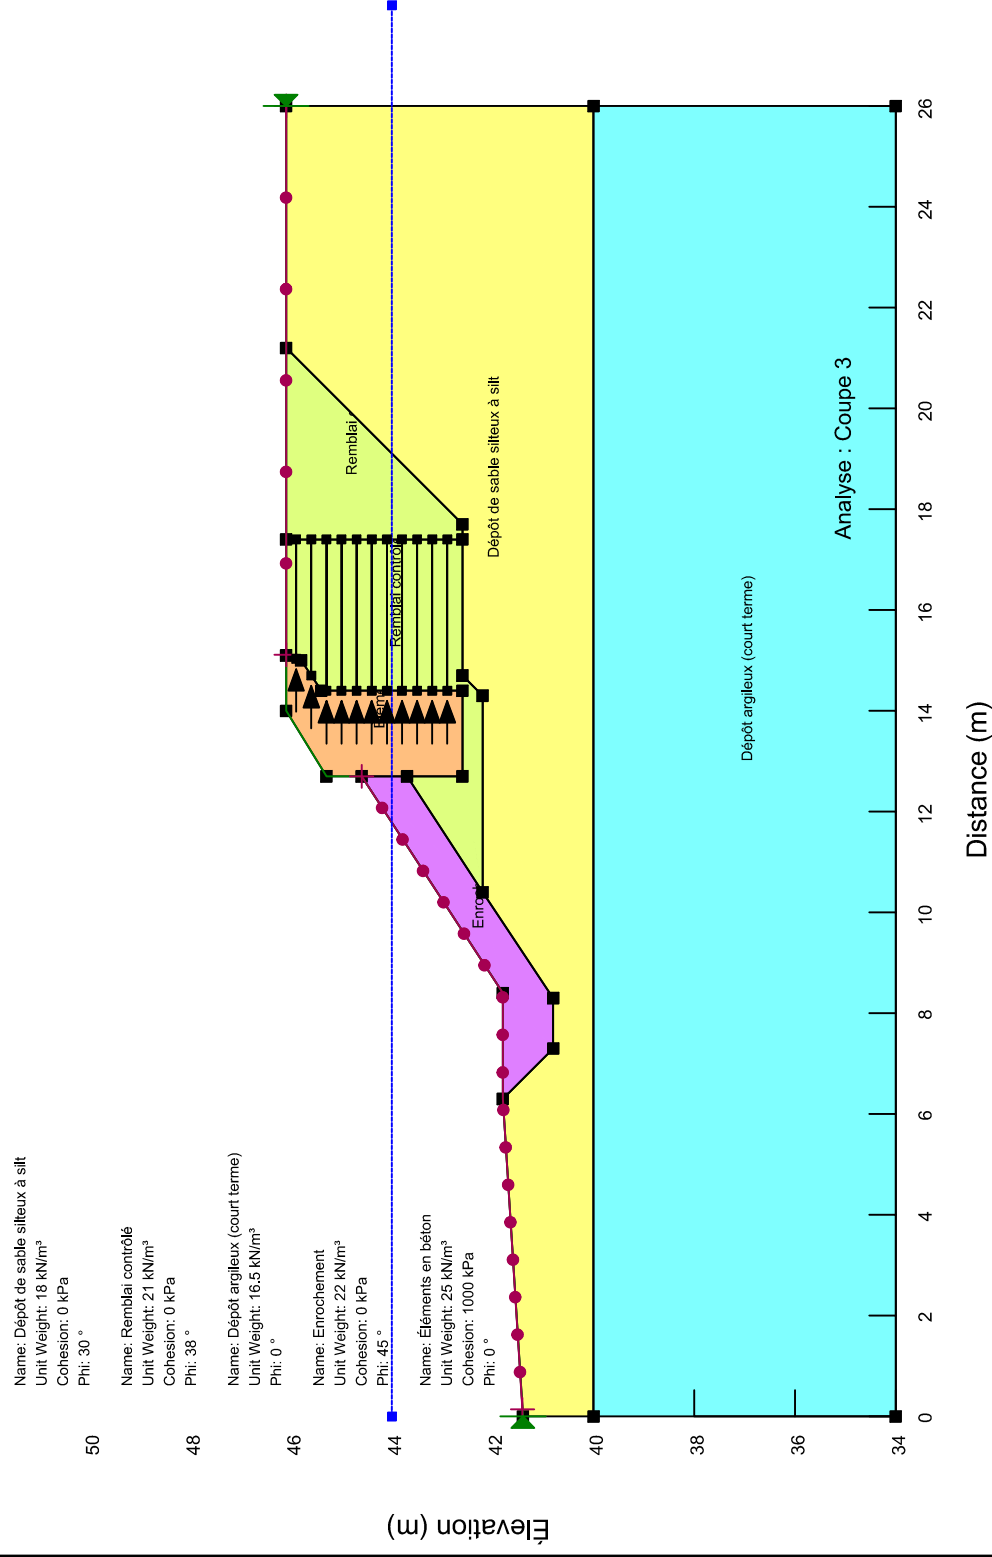 Name: Dépôt de sable silteux à silt
Unit Weight: 18 kN/m³
Cohesion: 0 kPa
Phi: 30 °
Name: Remblai contrôlé
Unit Weight: 21 kN/m³
Cohesion: 0 kPa
Phi: 38 °
Name: Dépôt argileux (court terme)
Unit Weight: 16.5 kN/m³
Phi: 0 °
Name: Enrochement
Unit Weight: 22 kN/m³
Cohesion: 0 kPa
Phi: 45 °
Name: Éléments en béton
Unit Weight: 25 kN/m³
Cohesion: 1000 kPa
Phi: 0 °
Remblai
Remblai contrôlé
Dépôt de sable silteux à silt
Dépôt argileux (court terme)
Analyse : Coupe 3
Élevation (m)
50
48
46
44
42
40
38
36
34
0
2
4
6
8
10
12
14
16
18
20
22
24
26
Distance (m)